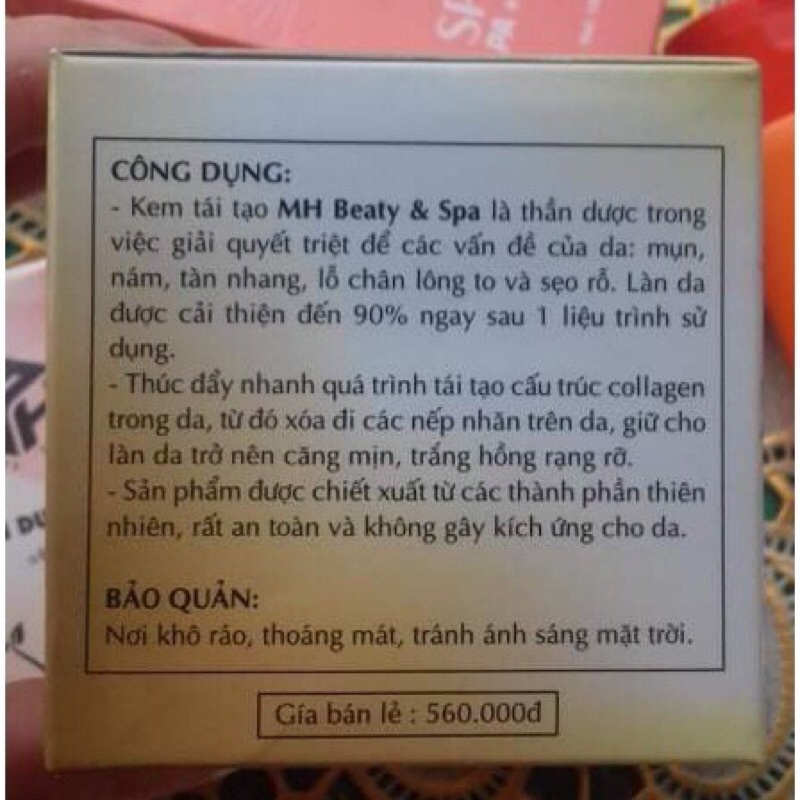 CÔNG DỤNG:
- Kem tái tạo MH Beaty & Spa là thần dược trong
việc giải quyết triệt để các vấn đề của da: mụn,
nám, tàn nhang, lỗ chân lông to và sẹo rỗ. Làn da
được cải thiện đến 90% ngay sau 1 liệu trình sử
dụng.
- Thúc đẩy nhanh quá trình tái tạo cấu trúc collagen
trong da, từ đó xóa đi các nếp nhăn trên da, giữ cho
làn da trở nên căng mịn, trắng hồng rạng rỡ.
- Sản phẩm được chiết xuất từ các thành phần thiên
nhiên, rất an toàn và không gây kích ứng cho da.
BẢO QUẢN:
Nơi khô ráo, thoáng mát, tránh ánh sáng mặt trời.
Gía bán lẻ : 560.000đ